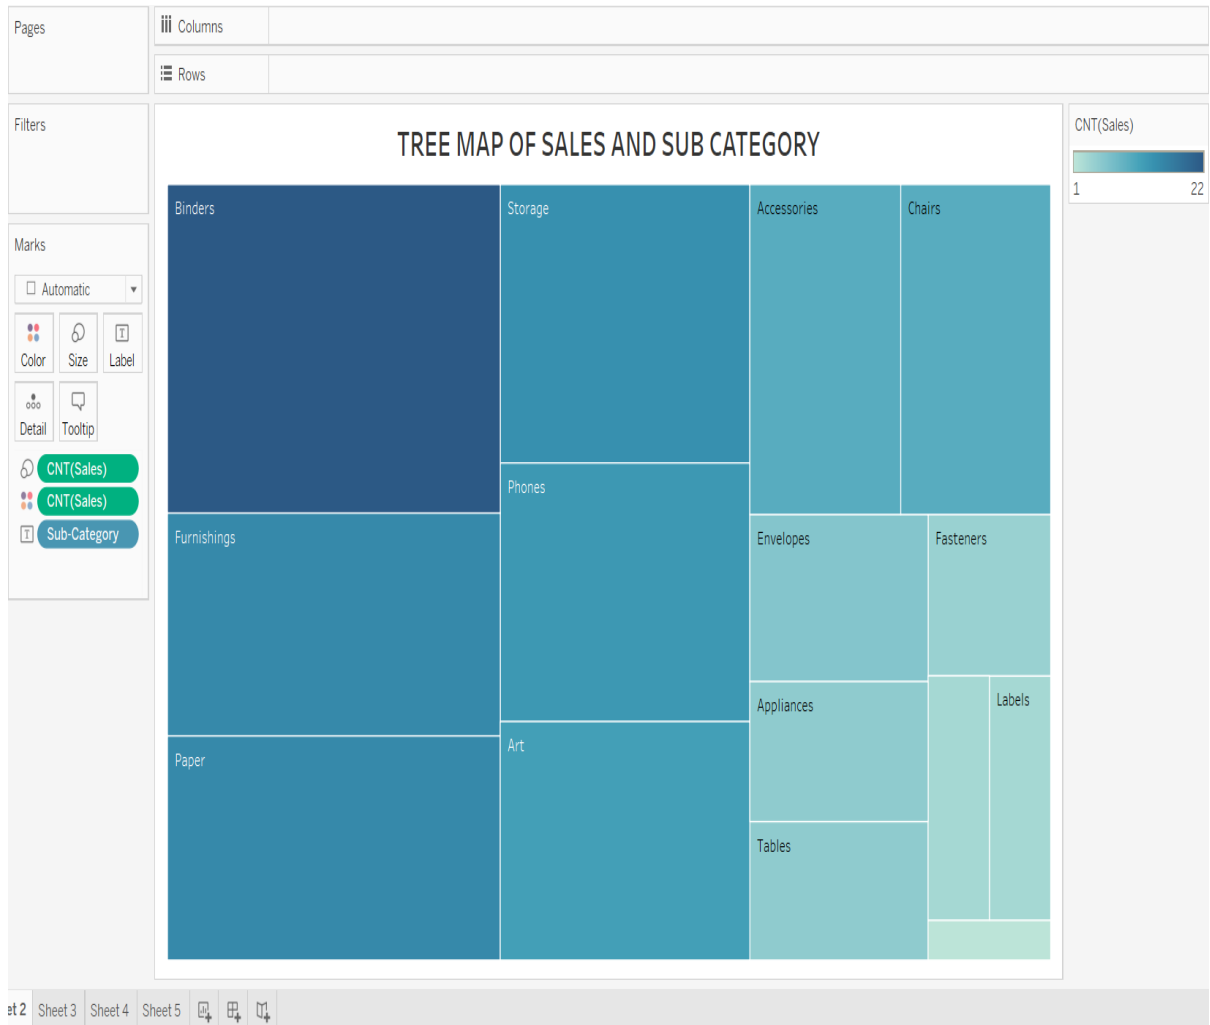 Pages
Columns
Rows
Filters
TREE MAP OF SALES AND SUB CATEGORY
CNT(Sales)
1 22
Marks
Automatic
Color Size Label
Detail Tooltip
CNT(Sales)
CNT(Sales)
Sub-Category
Binders
Storage
Accessories
Chairs
Furnishings
Phones
Envelopes
Fasteners
Paper
Art
Appliances
Labels
Tables
et 2 Sheet 3 Sheet 4 Sheet 5